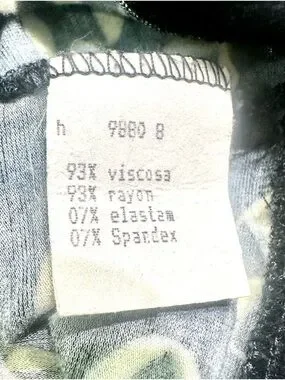 h 9880 8
93% viscosa
93% rayon
07% elastam
07% Spandex